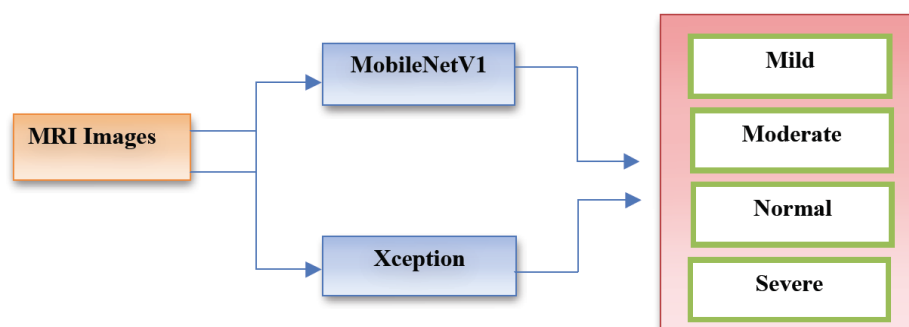 MRI Images
MobileNetV1
Xception
Mild
Moderate
Normal
Severe